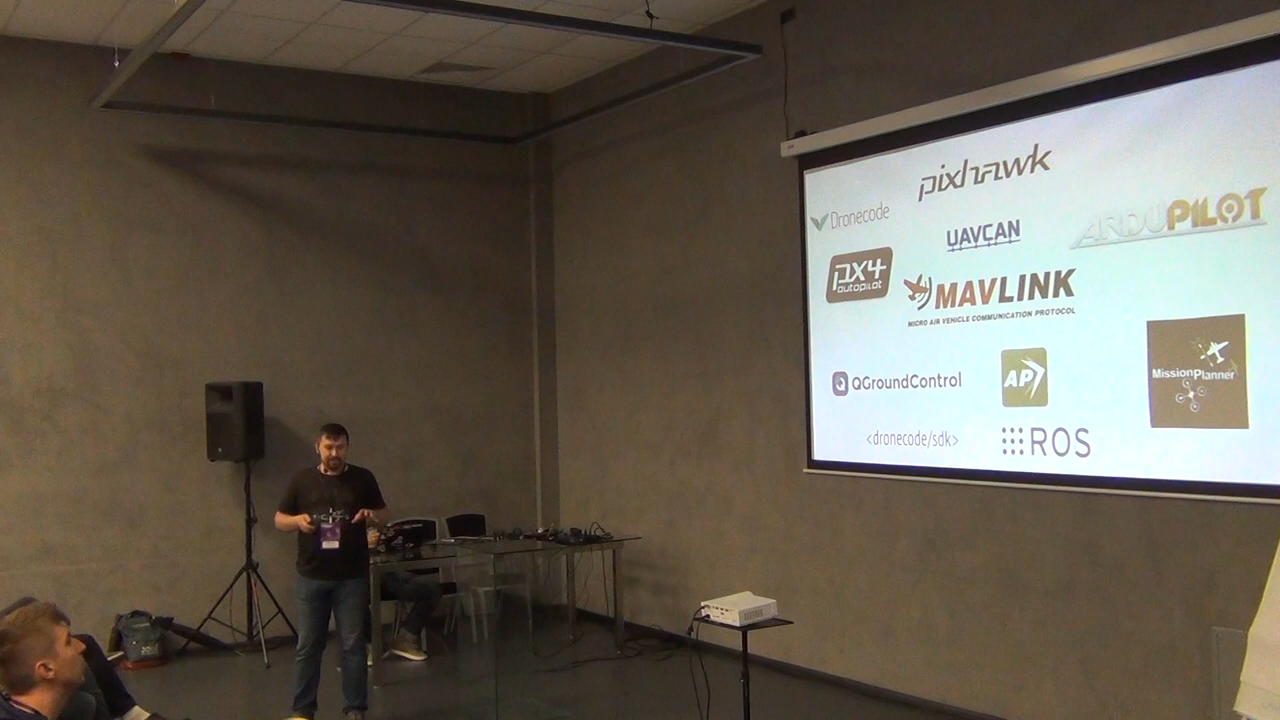 pixhawk
Dronecode
UAVCAN
ARDUPILOT
px4
autopilot
MAVLINK
MICRO AIR VEHICLE COMMUNICATION PROTOCOL
QGroundControl
AP
MissionPlanner
<dronecode/sdk>
ROS